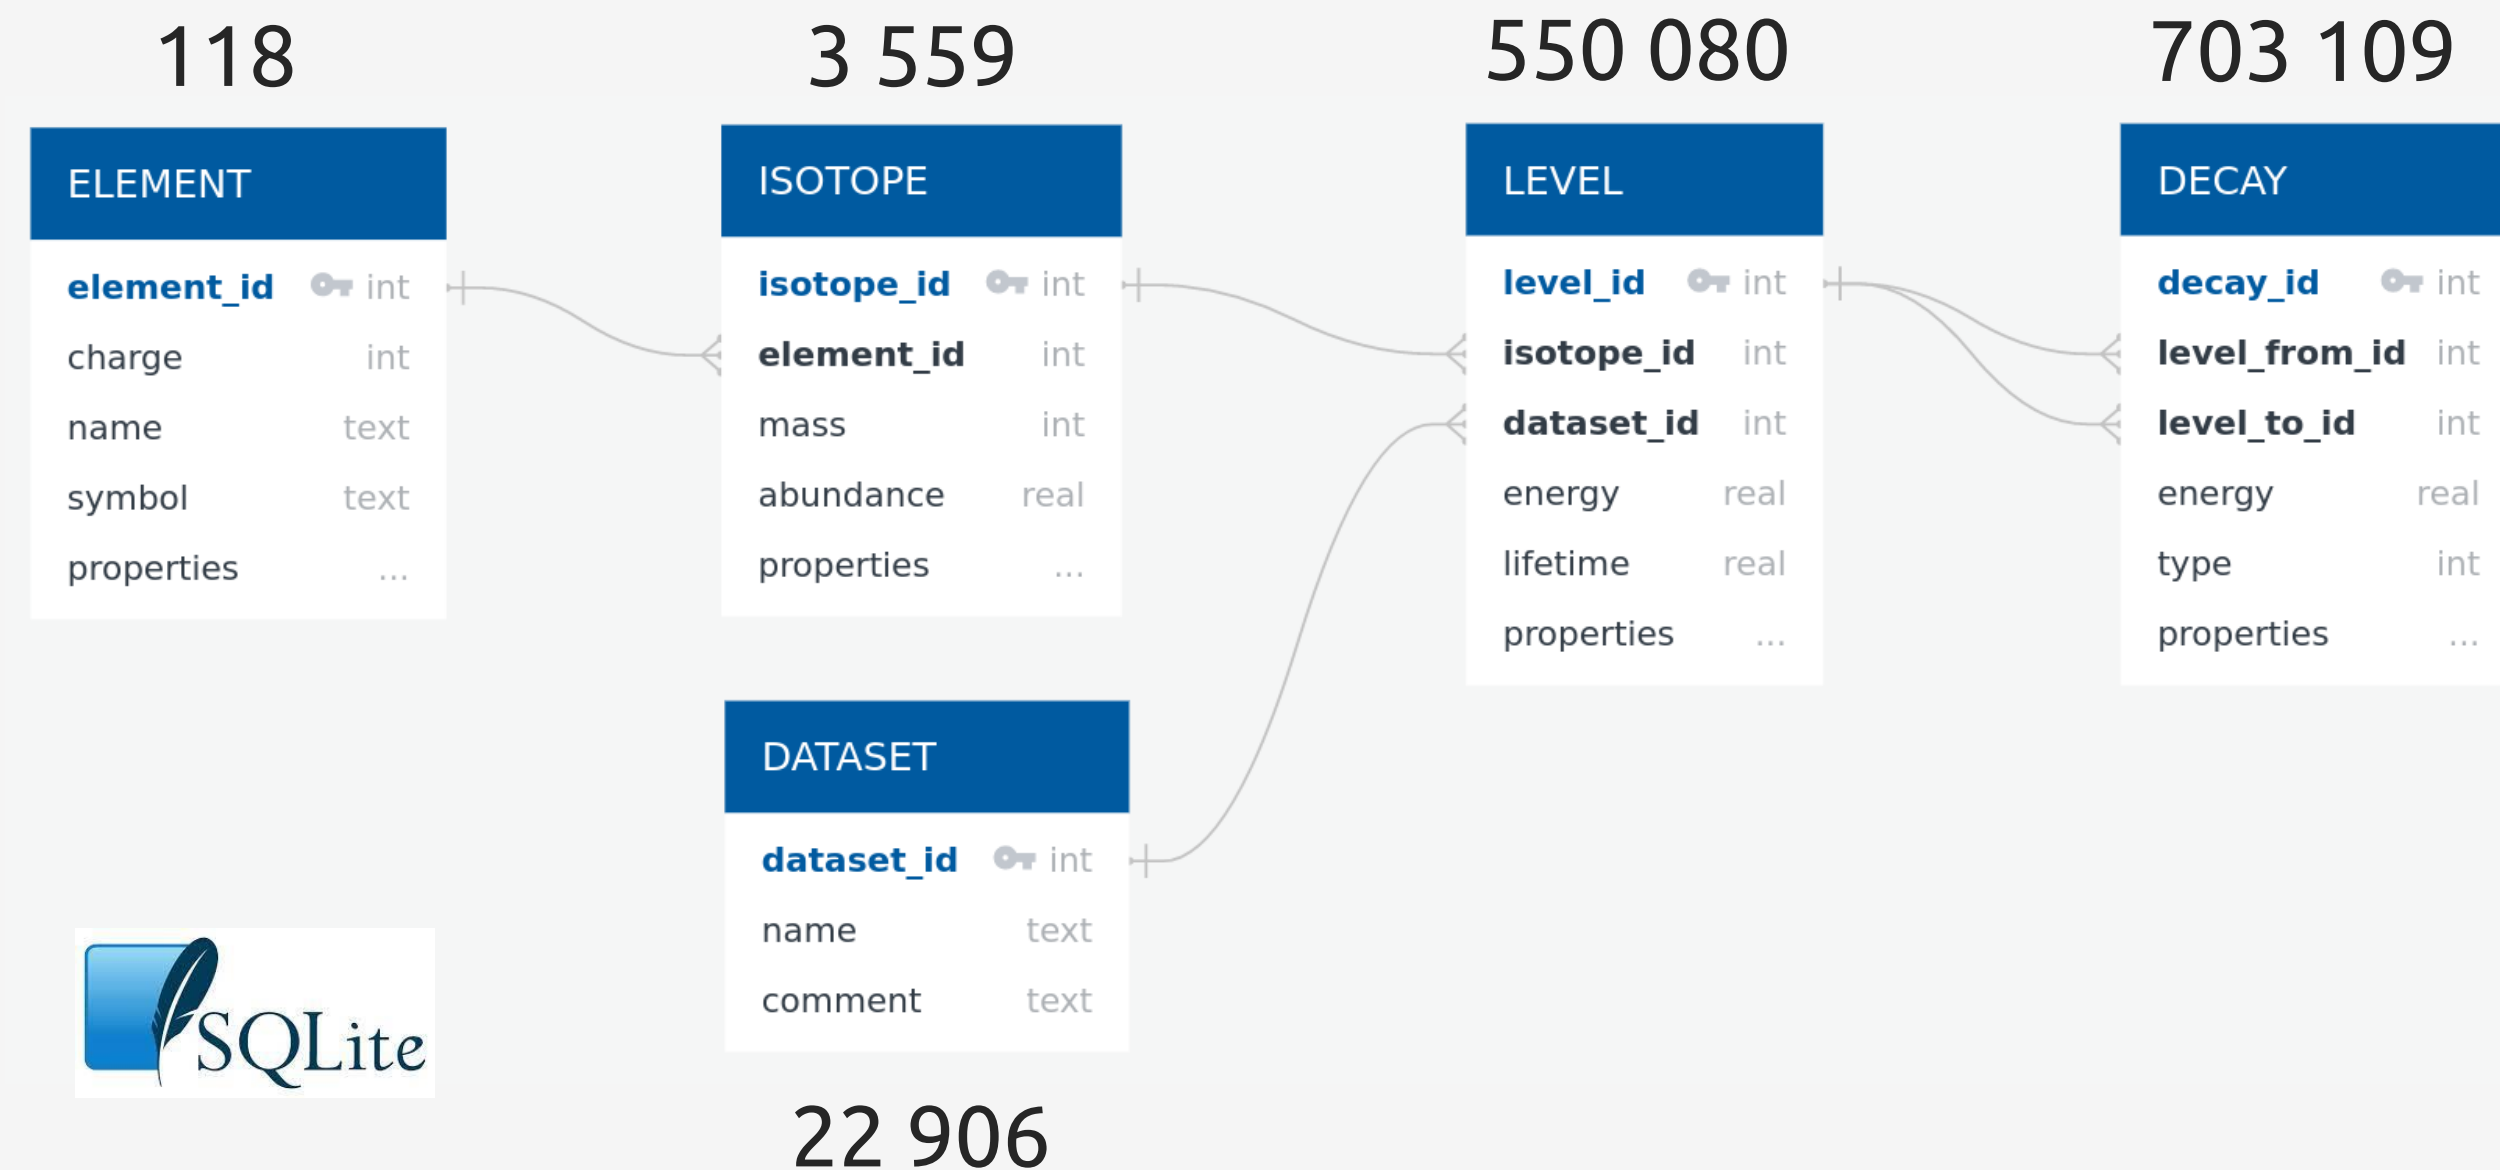 118
3 559
550 080
703 109
ELEMENT
element_id int
charge int
name text
symbol text
properties ...
ISOTOPE
isotope_id int
element_id int
mass int
abundance real
properties ...
LEVEL
level_id int
isotope_id int
dataset_id int
energy real
lifetime real
properties ...
DECAY
decay_id int
level_from_id int
level_to_id int
energy real
type int
properties ...
DATASET
dataset_id int
name text
comment text
SQLite
22 906